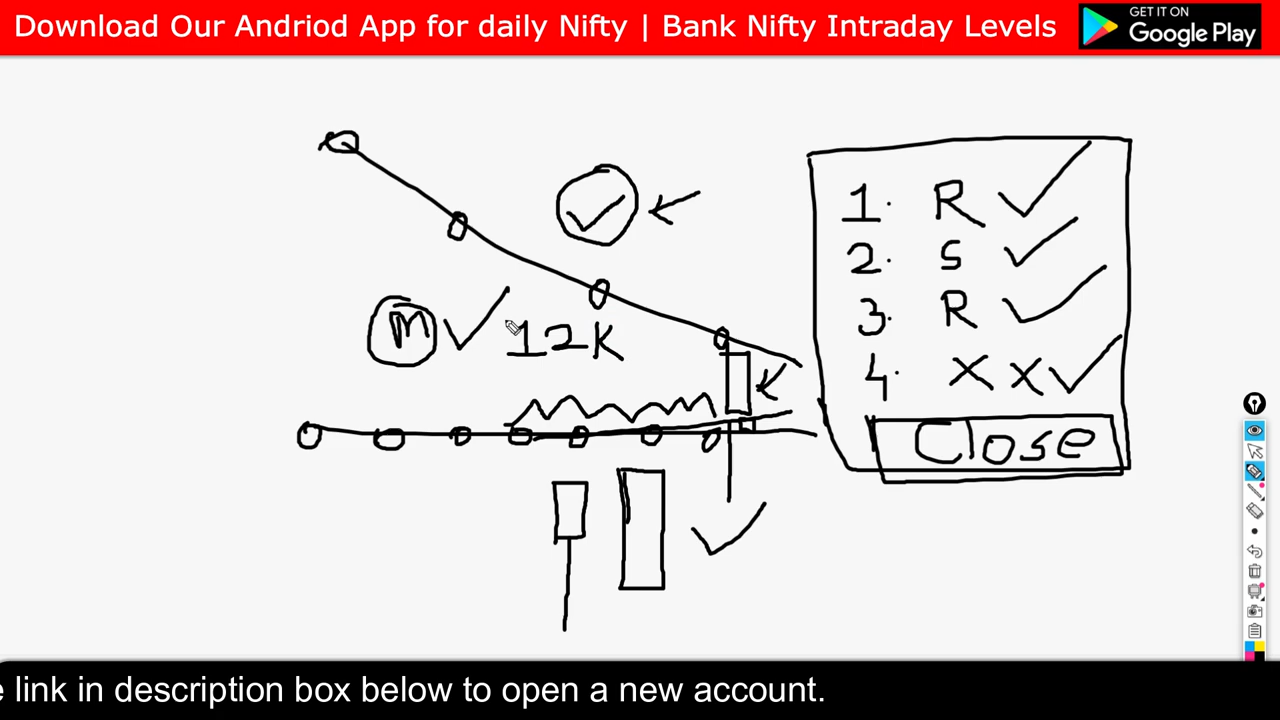 Download Our Andriod App for daily Nifty | Bank Nifty Intraday Levels
GET IT ON
Google Play
1. R
2. S
3. R
4. X X
Close
m 12K
e link in description box below to open a new account.